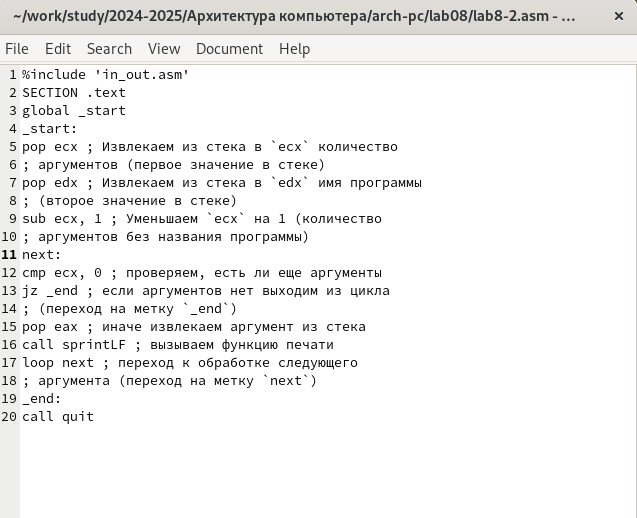 ~/work/study/2024-2025/Архитектура компьютера/arch-pc/lab08/lab8-2.asm - ...
File Edit Search View Document Help
1 %include 'in_out.asm'
2 SECTION .text
3 global _start
4 _start:
5 pop ecx ; Извлекаем из стека в `ecx` количество
6 ; аргументов (первое значение в стеке)
7 pop edx ; Извлекаем из стека в `edx` имя программы
8 ; (второе значение в стеке)
9 sub ecx, 1 ; Уменьшаем `ecx` на 1 (количество
10 ; аргументов без названия программы)
11 next:
12 cmp ecx, 0 ; проверяем, есть ли еще аргументы
13 jz _end ; если аргументов нет выходим из цикла
14 ; (переход на метку `_end`)
15 pop eax ; иначе извлекаем аргумент из стека
16 call sprintLF ; вызываем функцию печати
17 loop next ; переход к обработке следующего
18 ; аргумента (переход на метку `next`)
19 _end:
20 call quit